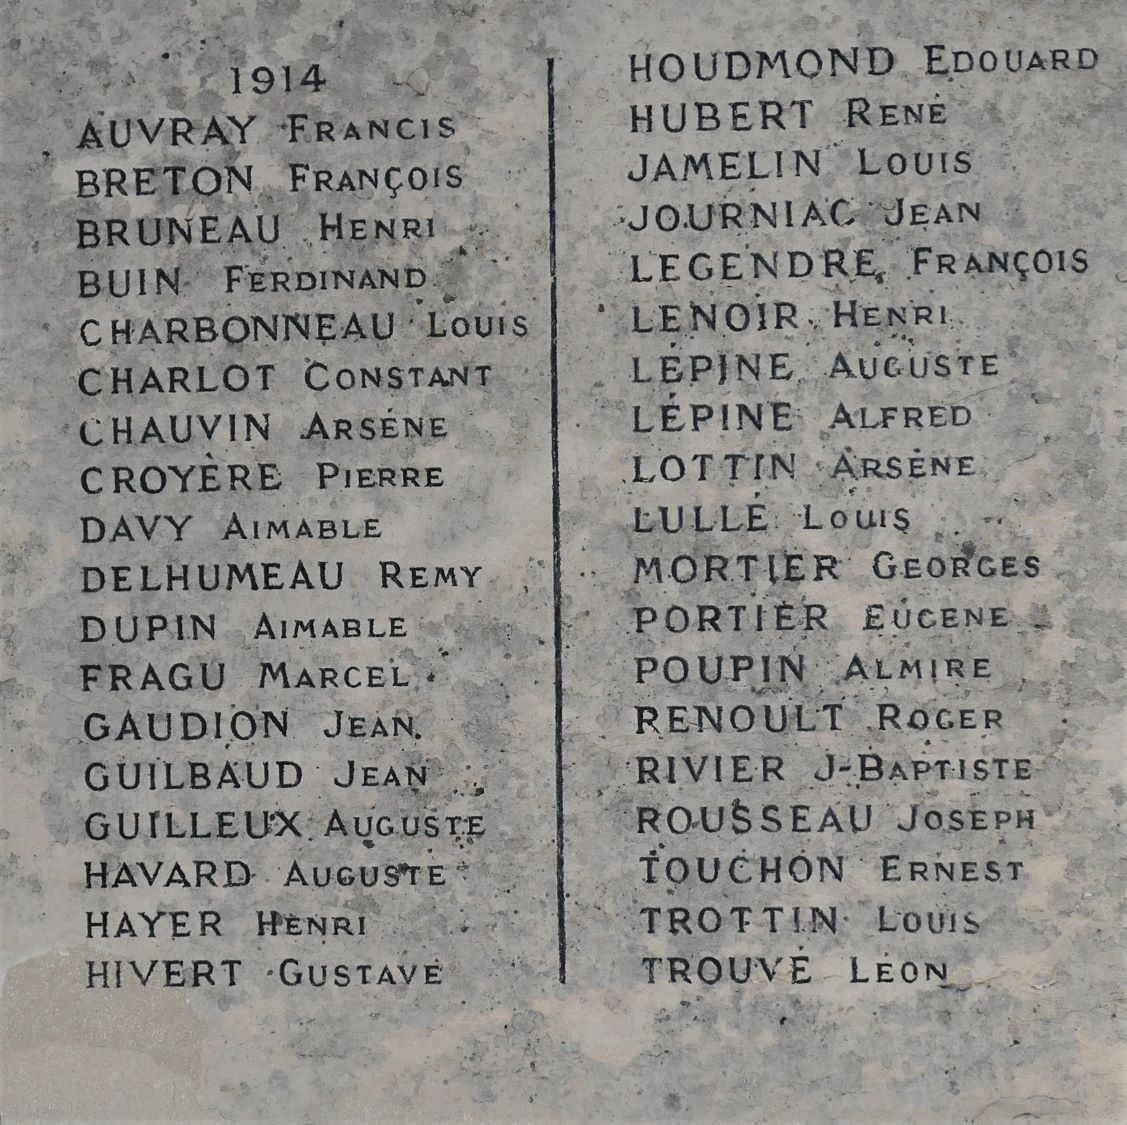 1914
AUVRAY FRANCIS
BRETON FRANÇOIS
BRUNEAU HENRI
BUIN FERDINAND
CHARBONNEAU LOUIS
CHARLOT CONSTANT
CHAUVIN ARSÉNE
CROYÈRE PIERRE
DAVY AIMABLE
DELHUMEAU REMY
DUPIN AIMABLE
FRAGU MARCEL
GAUDION JEAN
GUILBAUD JEAN
GUILLEUX AUGUSTE
HAVARD AUGUSTE
HAYER HENRI
HIVERT GUSTAVE
HOUDMOND EDOUARD
HUBERT RENÉ
JAMELIN LOUIS
JOURNIAC JEAN
LEGENDRE FRANÇOIS
LENOIR HENRI
LÉPINE AUGUSTE
LÉPINE ALFRED
LOTTIN ARSÉNE
LULLÉ LOUIS
MORTIER GEORGES
PORTIER EUGENE
POUPIN ALMIRE
RENOULT ROGER
RIVIER J-BAPTISTE
ROUSSEAU JOSEPH
TOUCHON ERNEST
TROTTIN LOUIS
TROUVÉ LÉON